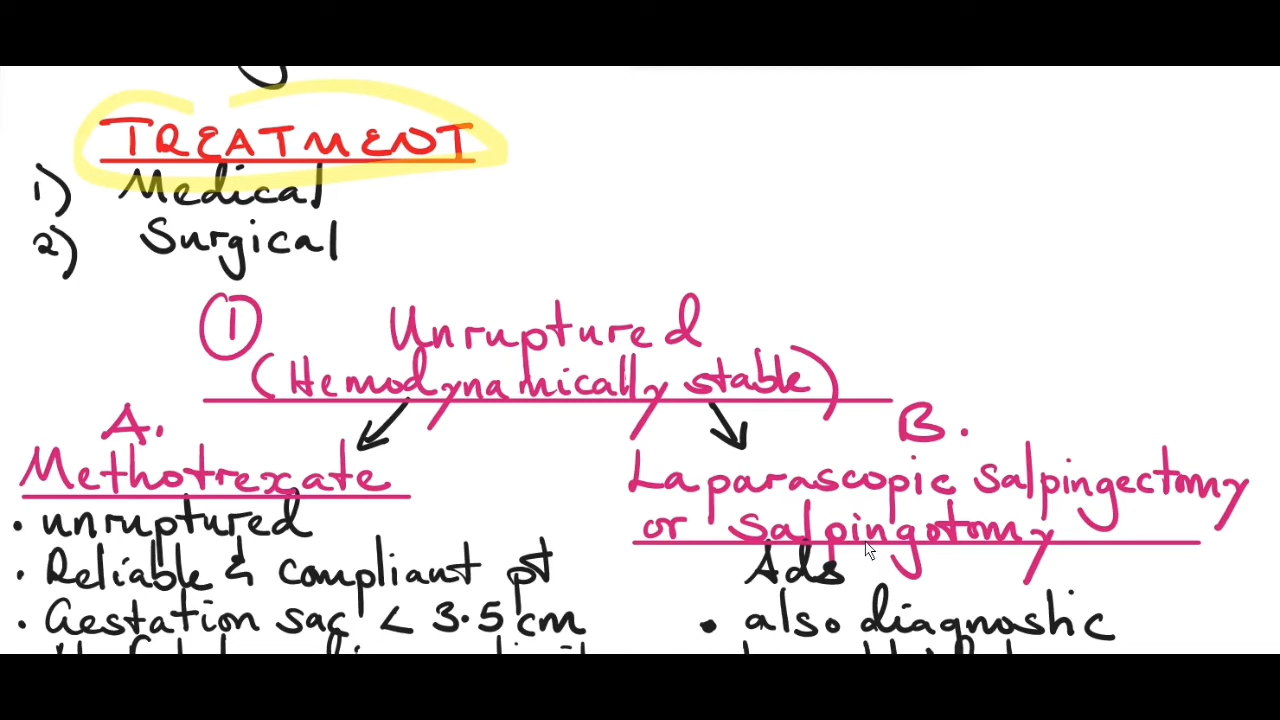 TREATMENT
1) Medical
2) Surgical
1 Unruptured
(Hemodynamically stable)
A.
Methotrexate
• unruptured
• Reliable & compliant pt
• Gestation sac < 3.5 cm
B.
Laparascopic salpingectomy
or salpingotomy
Ads
• also diagnostic